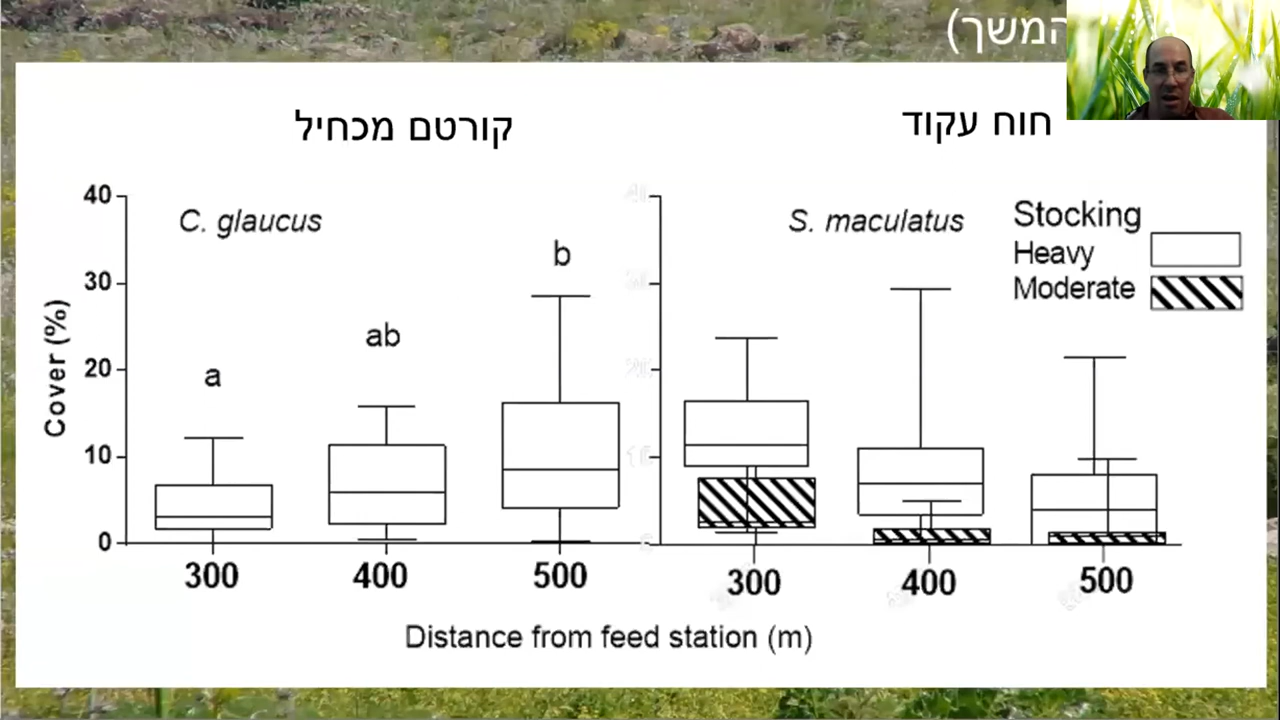 המשך)
קורטם מכחיל
חוח עקוד
C. glaucus
S. maculatus
Stocking
Heavy
Moderate
a
ab
b
Cover (%)
40
30
20
10
0
300
400
500
300
400
500
Distance from feed station (m)